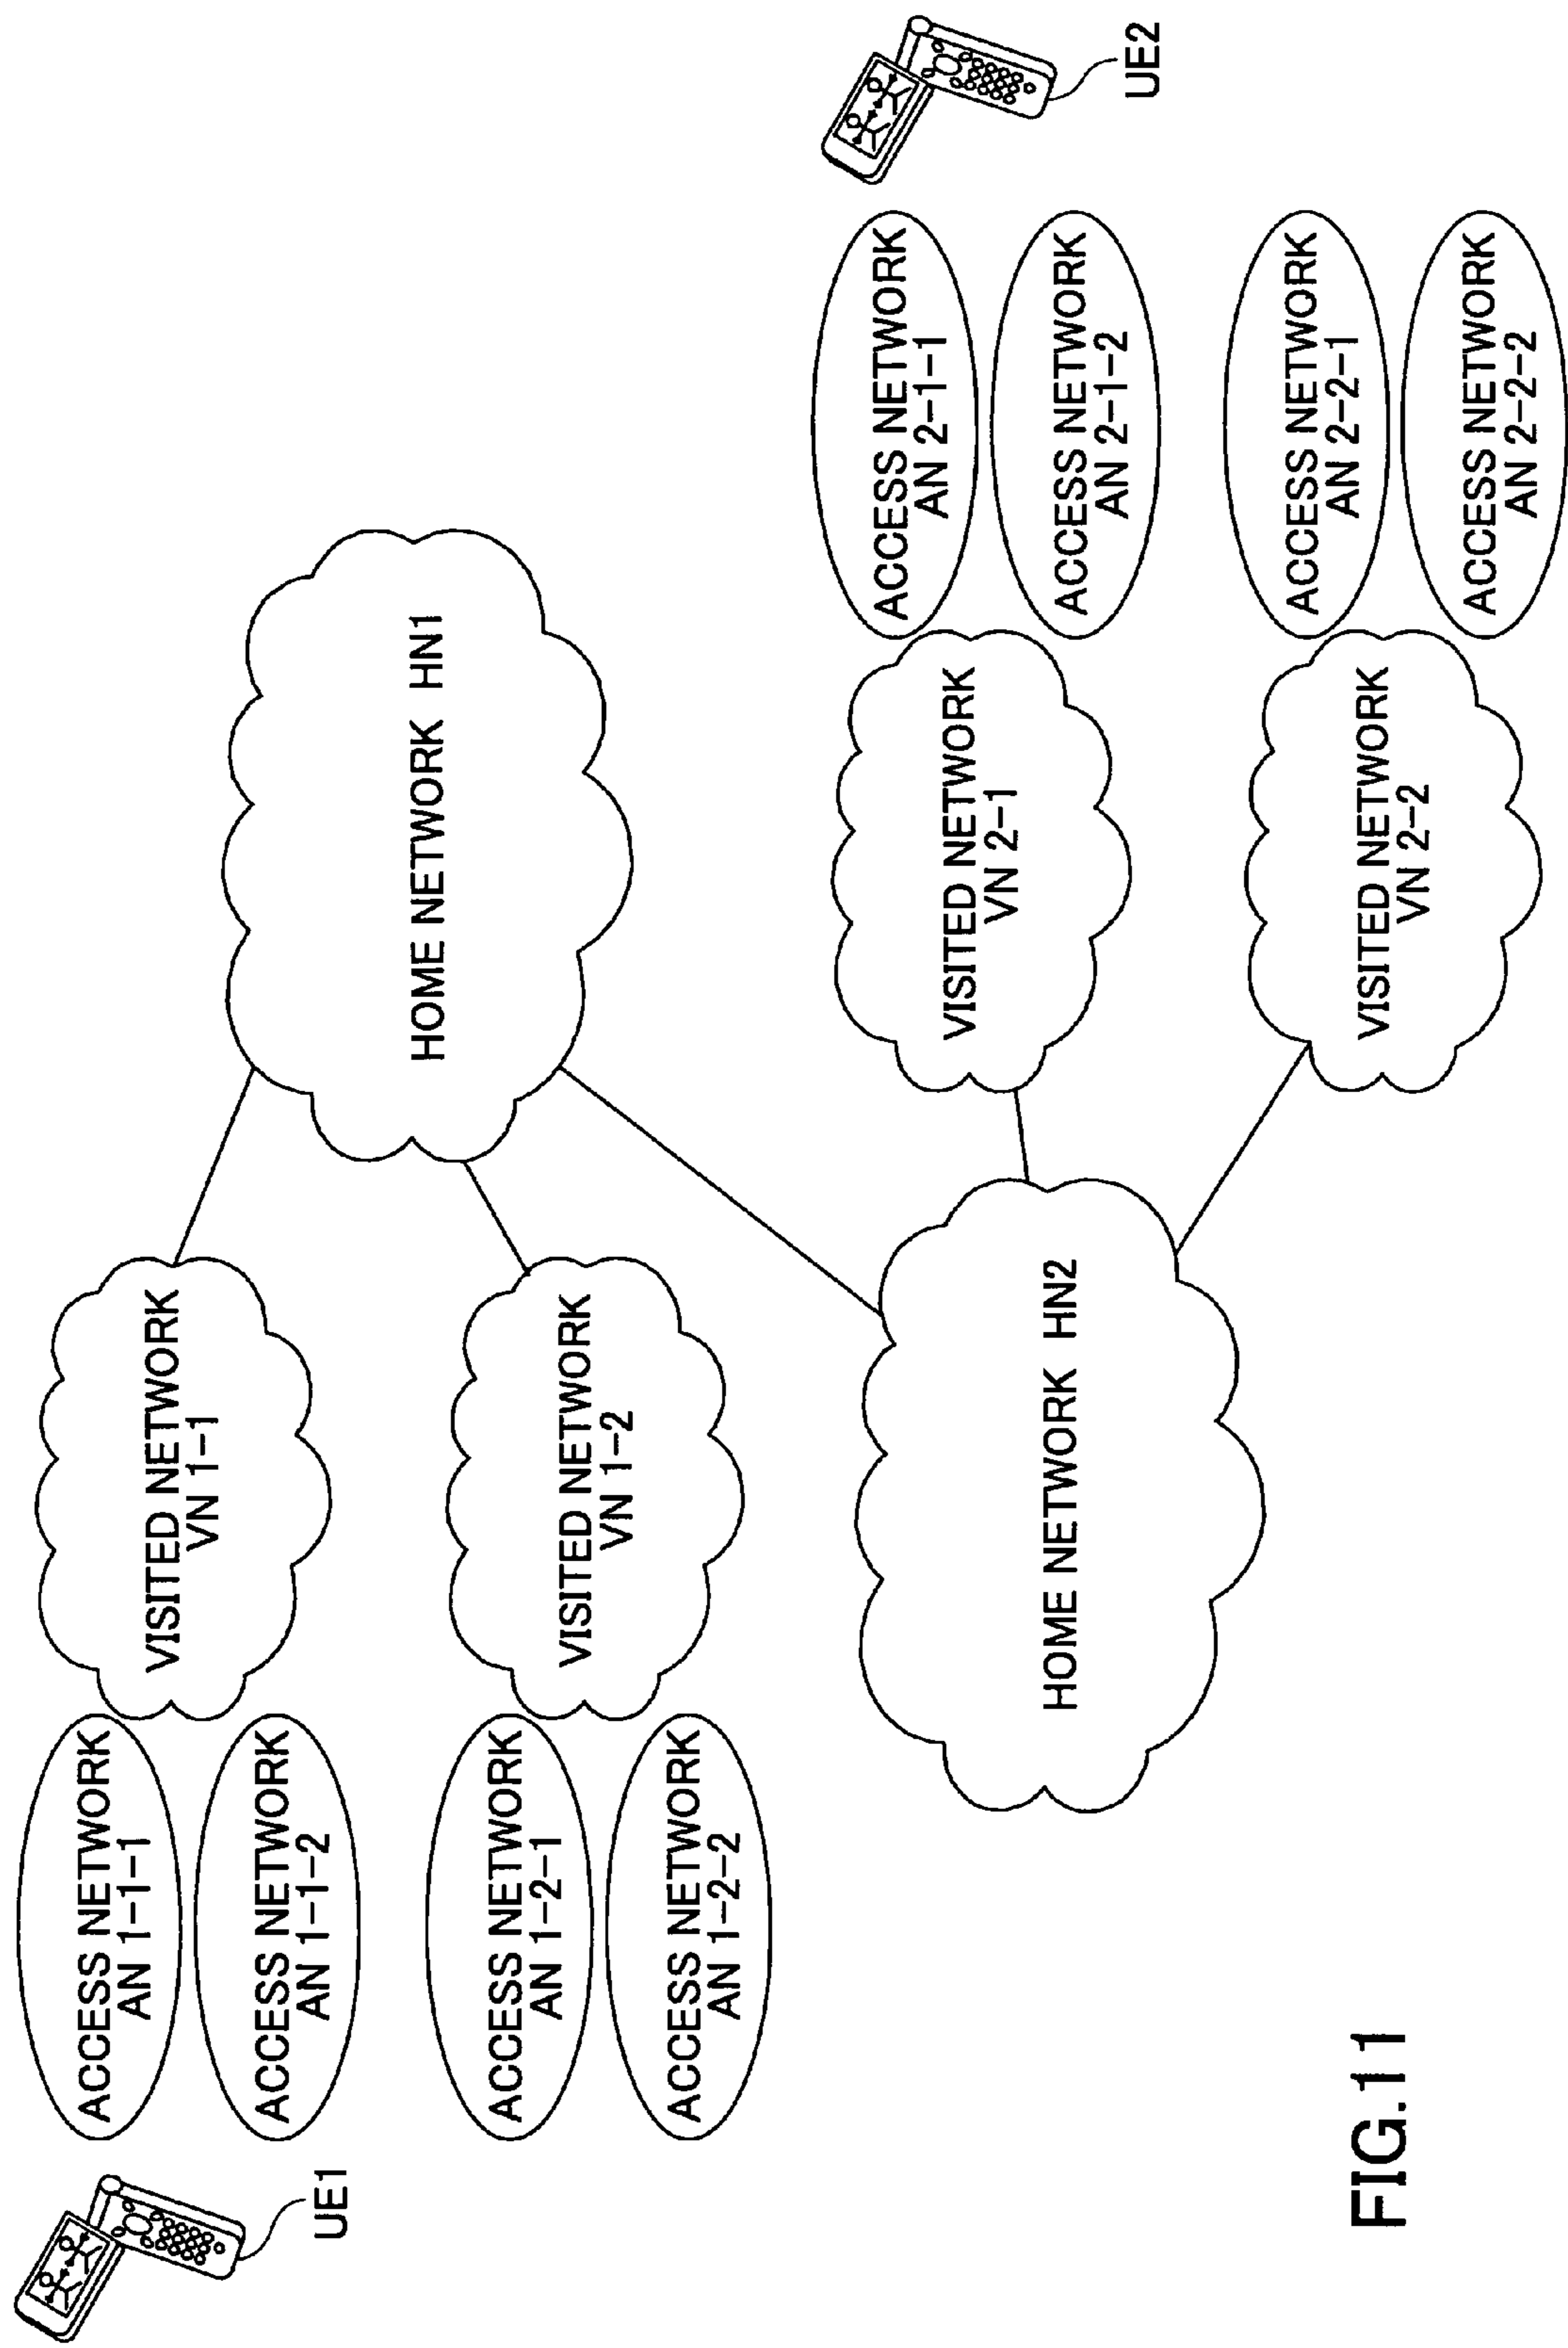 ACCESS NETWORK
AN 1-1-1
ACCESS NETWORK
AN 1-1-2
ACCESS NETWORK
AN 1-2-1
ACCESS NETWORK
AN 1-2-2
UE1
VISITED NETWORK
VN 1-1
VISITED NETWORK
VN 1-2
HOME NETWORK HN1
HOME NETWORK HN2
VISITED NETWORK
VN 2-1
VISITED NETWORK
VN 2-2
ACCESS NETWORK
AN 2-1-1
ACCESS NETWORK
AN 2-1-2
ACCESS NETWORK
AN 2-2-1
ACCESS NETWORK
AN 2-2-2
UE2
FIG.11